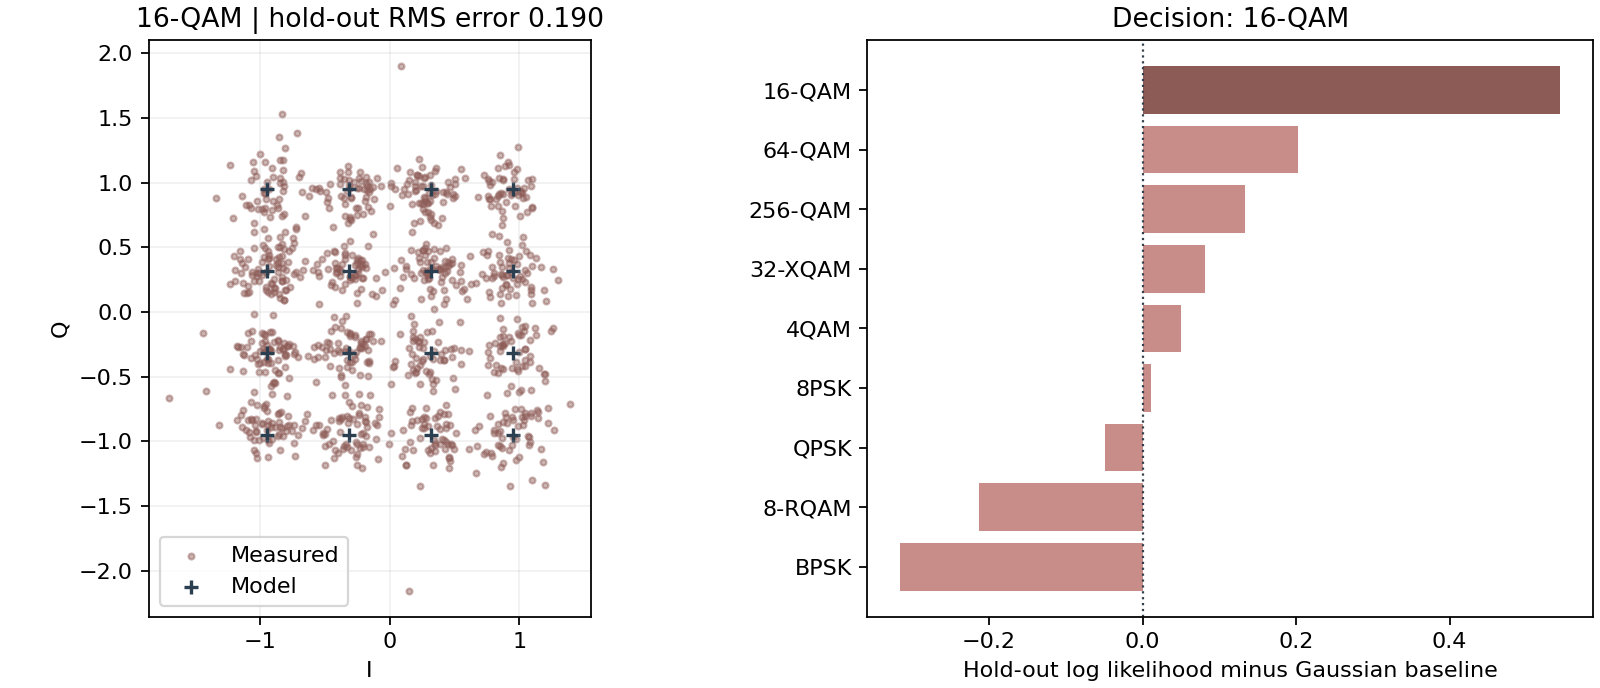 16-QAM | hold-out RMS error 0.190
2.0
1.5
1.0
0.5
0.0
−0.5
−1.0
−1.5
−2.0
Q
Measured
Model
−1
0
1
I
Decision: 16-QAM
16-QAM
64-QAM
256-QAM
32-XQAM
4QAM
8PSK
QPSK
8-RQAM
BPSK
−0.2
0.0
0.2
0.4
Hold-out log likelihood minus Gaussian baseline